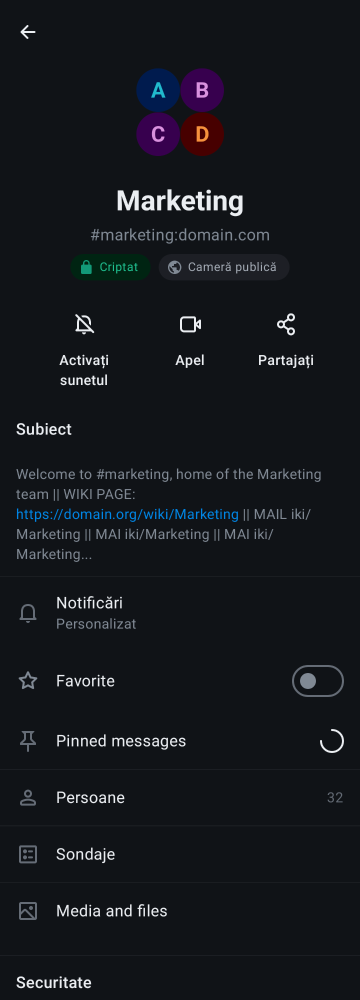 A
B
C
D
Marketing
#marketing:domain.com
Criptat
Cameră publică
Activați
sunetul
Apel
Partajați
Subiect
Welcome to #marketing, home of the Marketing
team || WIKI PAGE:
https://domain.org/wiki/Marketing || MAIL iki/
Marketing || MAI iki/Marketing || MAI iki/
Marketing...
Notificări
Personalizat
Favorite
Pinned messages
Persoane
32
Sondaje
Media and files
Securitate